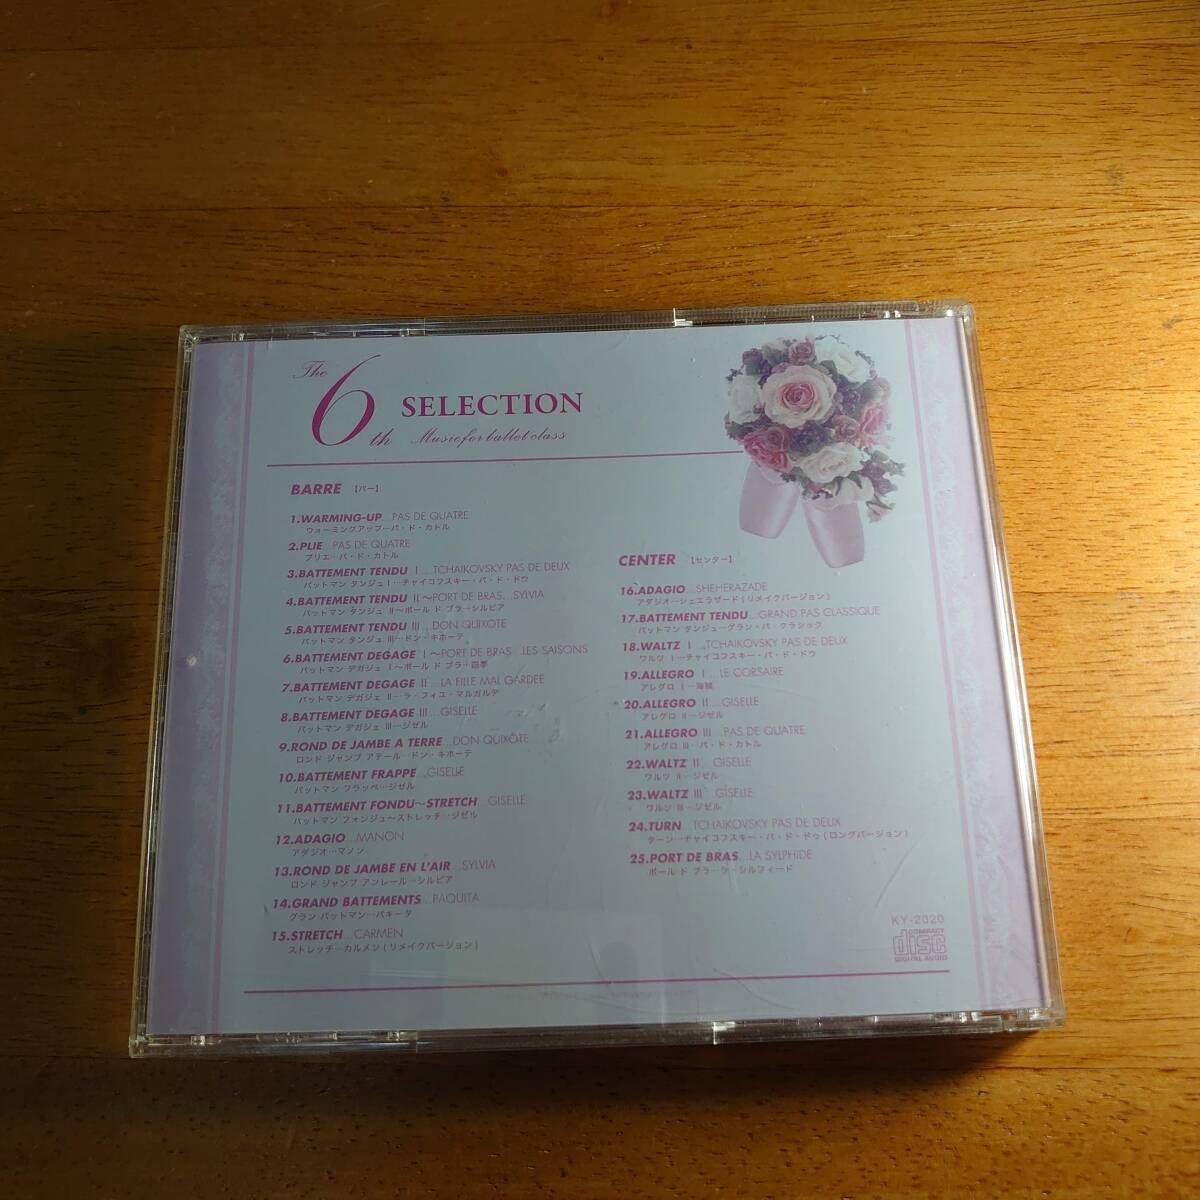 The 6th SELECTION
Music for ballet class
BARRE 【バー】
1.WARMING-UP...PAS DE QUATRE
ウォーミングアップ…パ・ド・カトル
2.PLIE...PAS DE QUATRE
プリエ…パ・ド・カトル
3.BATTEMENT TENDU Ⅰ...TCHAIKOVSKY PAS DE DEUX
バットマン タンジュ Ⅰ…チャイコフスキー・パ・ド・ドウ
4.BATTEMENT TENDU Ⅱ〜PORT DE BRAS...SYLVIA
バットマン タンジュ Ⅱ〜ポール ド ブラ…シルビア
5.BATTEMENT TENDU Ⅲ...DON QUIXOTE
バットマン タンジュ Ⅲ…ドン・キホーテ
6.BATTEMENT DEGAGE Ⅰ〜PORT DE BRAS...LES SAISONS
バットマン デガジェ Ⅰ〜ポール ド ブラ…四季
7.BATTEMENT DEGAGE Ⅱ...LA FILLE MAL GARDEE
バットマン デガジェ Ⅱ…ラ・フィユ・マルガルデ
8.BATTEMENT DEGAGE Ⅲ...GISELLE
バットマン デガジェ Ⅲ…ジゼル
9.ROND DE JAMBE A TERRE...DON QUIXOTE
ロンド ジャンブ アテール…ドン・キホーテ
10.BATTEMENT FRAPPE...GISELLE
バットマン フラッペ…ジゼル
11.BATTEMENT FONDU〜STRETCH...GISELLE
バットマン フォンジュ〜ストレッチ…ジゼル
12.ADAGIO...MANON
アダジオ…マノン
13.ROND DE JAMBE EN L'AIR...SYLVIA
ロンド ジャンブ アンレール…シルビア
14.GRAND BATTEMENTS...PAQUITA
グラン バットマン…パキータ
15.STRETCH...CARMEN
ストレッチ…カルメン(リメイクバージョン)
CENTER 【センター】
16.ADAGIO...SHEHERAZADE
アダジオ…シェエラザード(リメイクバージョン)
17.BATTEMENT TENDU...GRAND PAS CLASSIQUE
バットマン タンジュ…グラン・パ・クラシック
18.WALTZ Ⅰ...TCHAIKOVSKY PAS DE DEUX
ワルツ Ⅰ…チャイコフスキー・パ・ド・ドウ
19.ALLEGRO Ⅰ...LE CORSAIRE
アレグロ Ⅰ…海賊
20.ALLEGRO Ⅱ...GISELLE
アレグロ Ⅱ…ジゼル
21.ALLEGRO Ⅲ...PAS DE QUATRE
アレグロ Ⅲ…パ・ド・カトル
22.WALTZ Ⅱ...GISELLE
ワルツ Ⅱ…ジゼル
23.WALTZ Ⅲ...GISELLE
ワルツ Ⅲ…ジゼル
24.TURN...TCHAIKOVSKY PAS DE DEUX
ターン…チャイコフスキー・パ・ド・ドゥ(ロングバージョン)
25.PORT DE BRAS...LA SYLPHIDE
ポール ド ブラ…ラ・シルフィード
KY-2020
COMPACT
disc
DIGITAL AUDIO